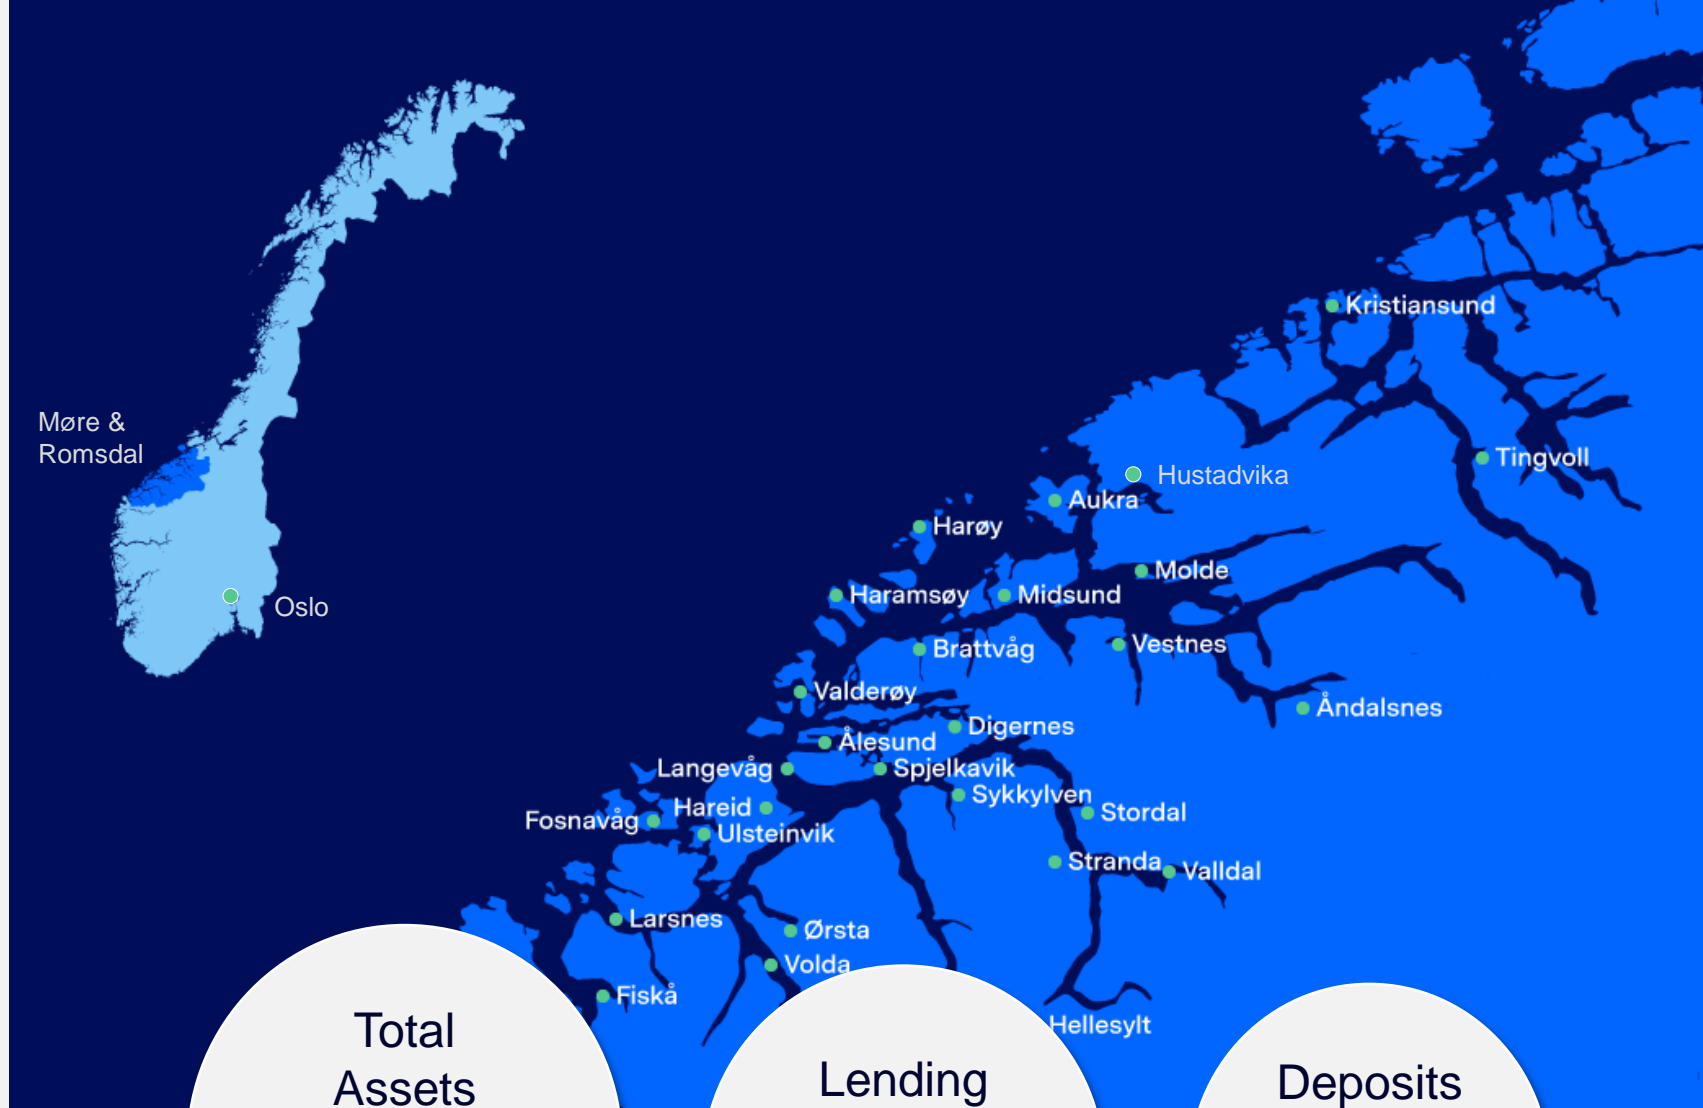 Møre &
Romsdal
Oslo
Kristiansund
Tingvoll
Hustadvika
Aukra
Harøy
Molde
Haramsøy
Midsund
Vestnes
Brattvåg
Valderøy
Åndalsnes
Digernes
Ålesund
Langevåg
Spjelkavik
Sykkylven
Hareid
Stordal
Fosnavåg
Ulsteinvik
Stranda
Valldal
Larsnes
Ørsta
Volda
Fiskå
Hellesylt
Total
Assets
Lending
Deposits